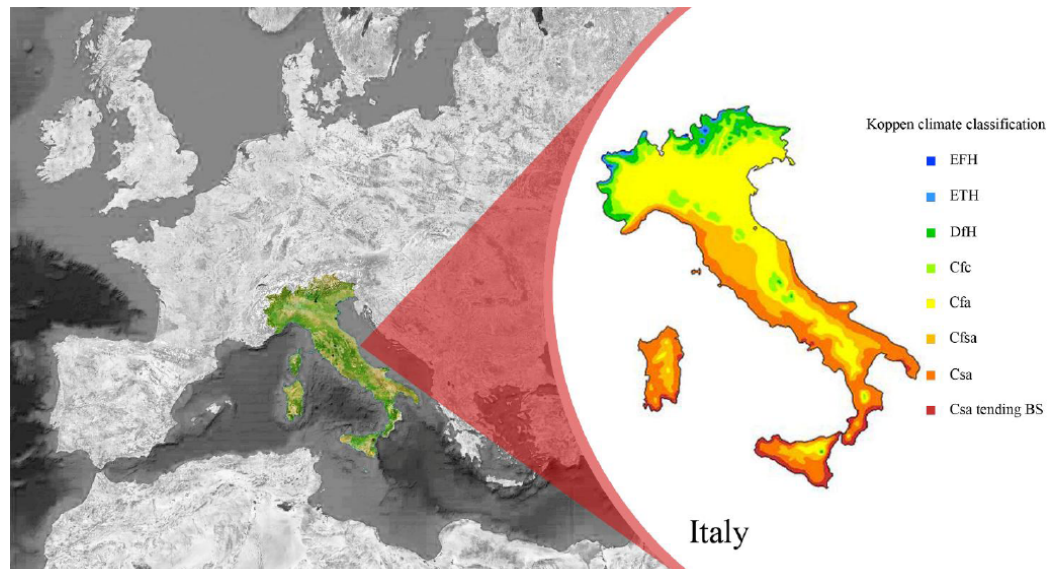 Koppen climate classification
EFH
ETH
DfH
Cfc
Cfa
Cfsa
Csa
Csa tending BS
Italy